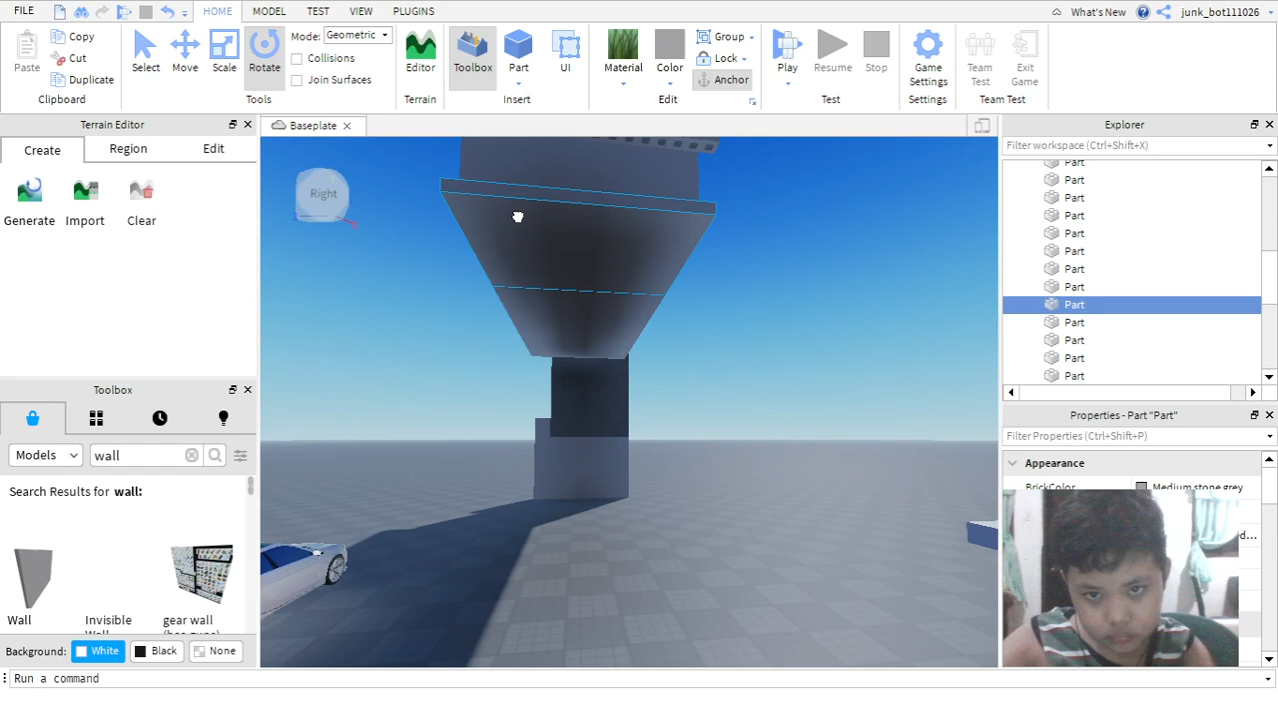 FILE HOME MODEL TEST VIEW PLUGINS What's New junk_bot111026
Paste Copy Cut Duplicate Clipboard
Select Move Scale Rotate Mode: Geometric Collisions Join Surfaces Tools
Editor Terrain
Toolbox Part UI Insert
Material Color Group Lock Anchor Edit
Play Resume Stop Test
Game Settings Settings
Team Test Exit Game Team Test
Terrain Editor
Create Region Edit
Generate Import Clear
Toolbox
Models wall
Search Results for wall:
Wall Invisible gear wall
Background: White Black None
Baseplate
Right
Explorer
Filter workspace (Ctrl+Shift+X)
Part
Part
Part
Part
Part
Part
Part
Part
Part
Part
Part
Part
Part
Properties - Part "Part"
Filter Properties (Ctrl+Shift+P)
Appearance
BrickColor Medium stone grey
d...
Run a command